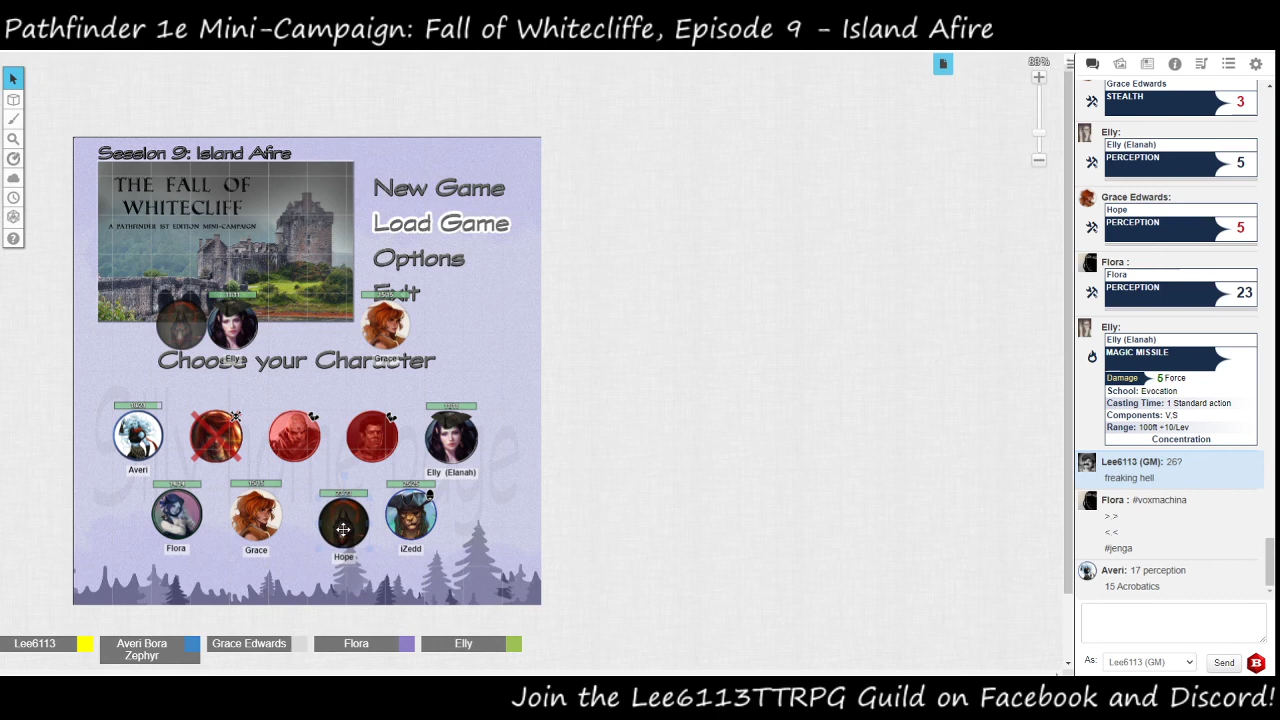 Pathfinder 1e Mini-Campaign: Fall of Whitecliffe, Episode 9 - Island Afire
83%
Session 9: Island Afire
THE FALL OF
WHITECLIFF
A PATHFINDER 1ST EDITION MINI-CAMPAIGN
New Game
Load Game
Options
Exit
Elly
Grace
Choose your Character
Averi
Elly (Elanah)
Flora
Grace
Hope
iZedd
Lee6113
Averi Bora
Zephyr
Grace Edwards
Flora
Elly
Grace Edwards
STEALTH
3
Elly:
Elly (Elanah)
PERCEPTION
5
Grace Edwards:
Hope
PERCEPTION
5
Flora :
Flora
PERCEPTION
23
Elly:
Elly (Elanah)
MAGIC MISSILE
Damage 5 Force
School: Evocation
Casting Time: 1 Standard action
Components: V,S
Range: 100ft +10/Lev
Concentration
Lee6113 (GM): 26?
freaking hell
Flora : #voxmachina
>.>
<.<
#jenga
Averi: 17 perception
15 Acrobatics
As: Lee6113 (GM)
Send
Join the Lee6113TTRPG Guild on Facebook and Discord!